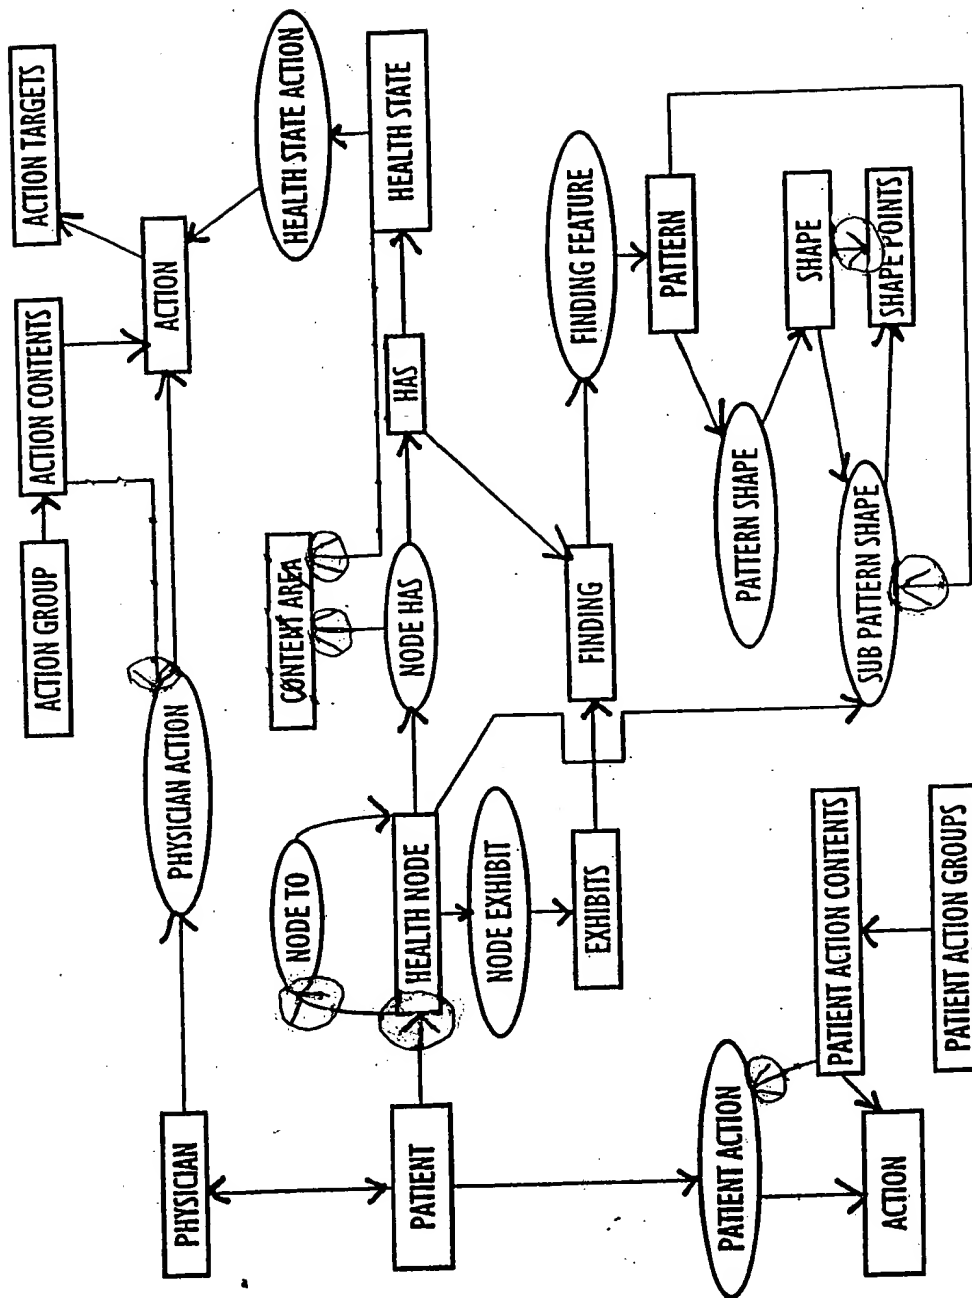 ACTION GROUP
ACTION CONTENTS
ACTION TARGETS
PHYSICIAN
PHYSICIAN ACTION
ACTION
HEALTH STATE ACTION
NODE TO
CONTENT AREA
PATIENT
HEALTH NODE
NODE HAS
HAS
HEALTH STATE
NODE EXHIBIT
EXHIBITS
FINDING
FINDING FEATURE
PATTERN
PATTERN SHAPE
SHAPE
PATIENT ACTION
PATIENT ACTION CONTENTS
SUB PATTERN SHAPE
SHAPE POINTS
ACTION
PATIENT ACTION GROUPS